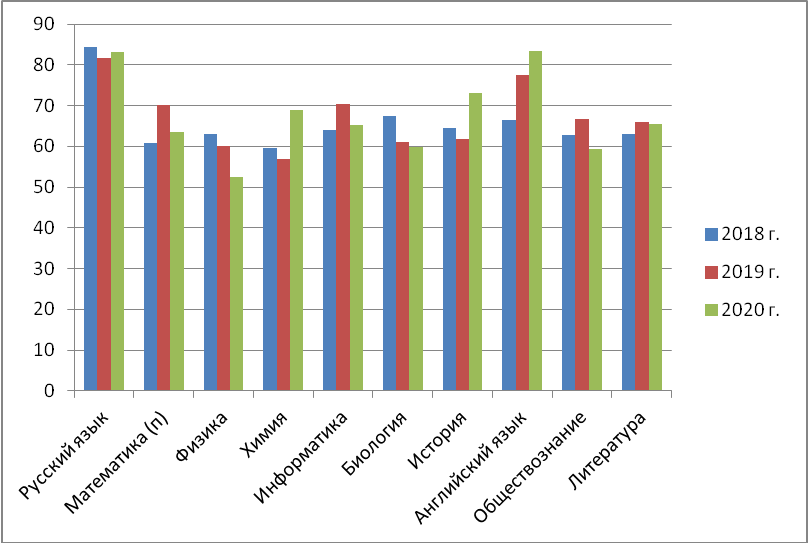 90
80
70
60
50
40
30
20
10
0
Русский язык
Математика (п)
Физика
Химия
Информатика
Биология
История
Английский язык
Обществознание
Литература
2018 г.
2019 г.
2020 г.